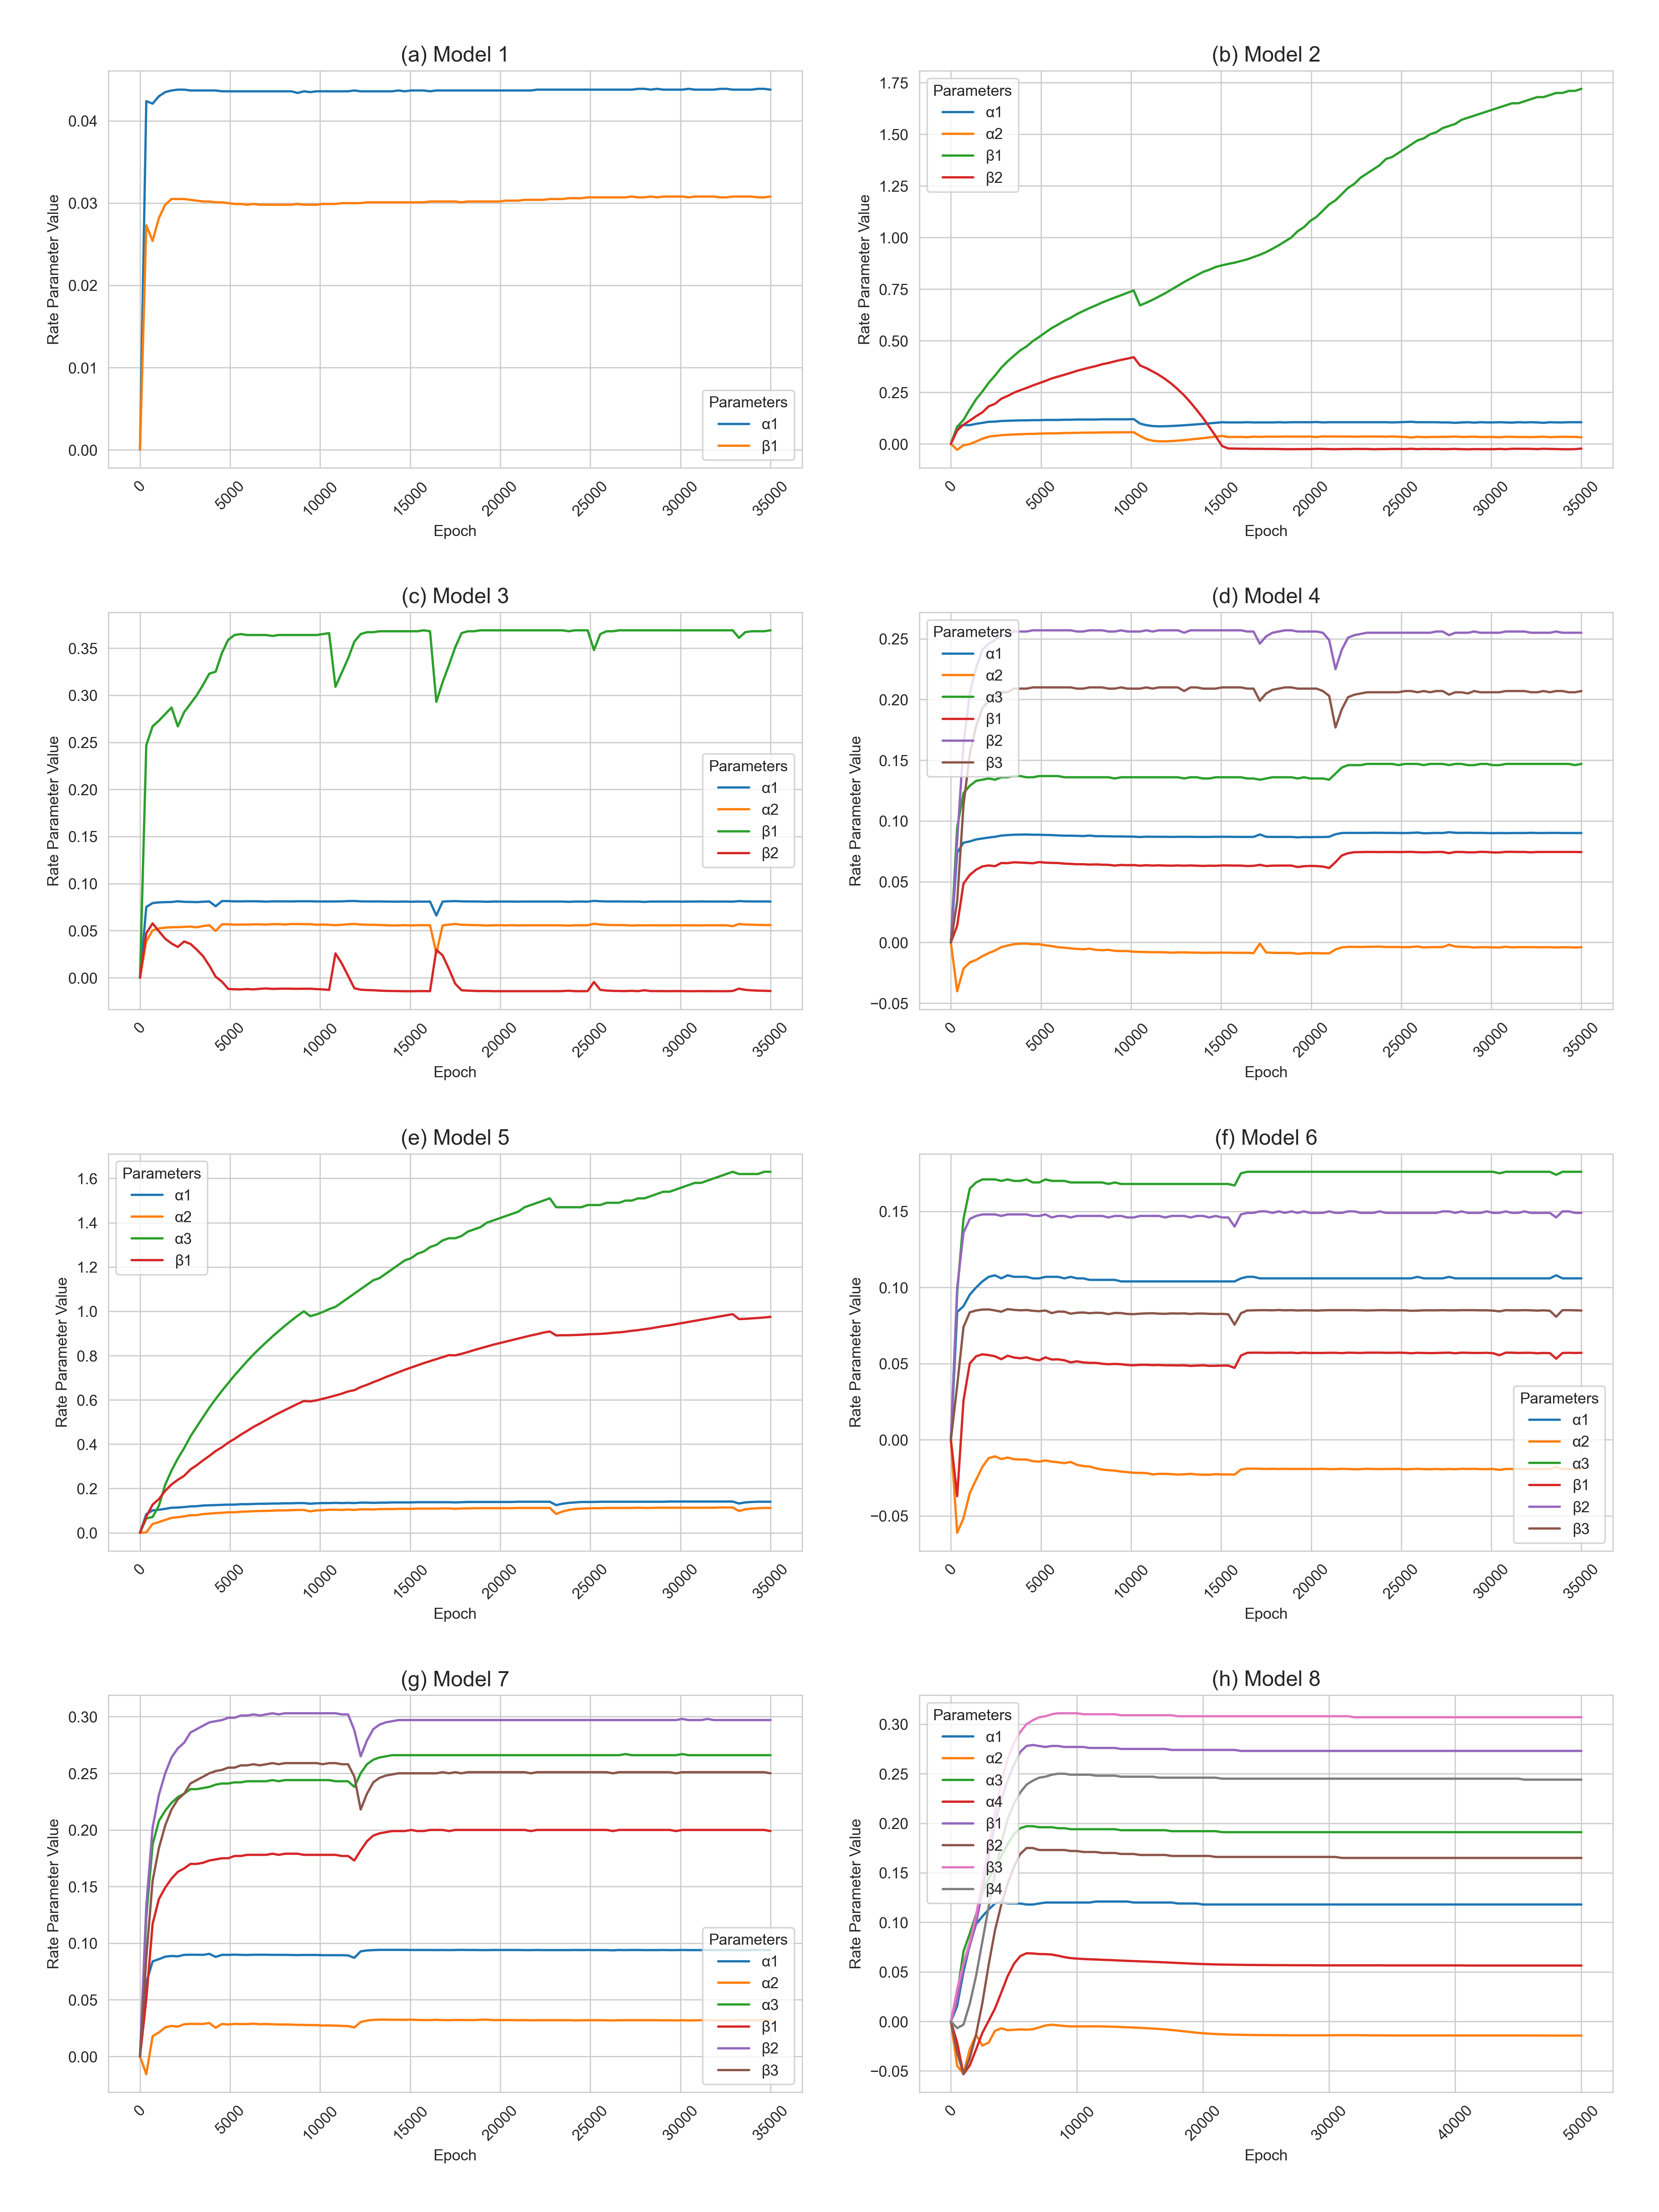 (a) Model 1
Rate Parameter Value
0.04
0.03
0.02
0.01
0.00
Parameters
α1
β1
0 5000 10000 15000 20000 25000 30000 35000
Epoch
(b) Model 2
Rate Parameter Value
1.75
1.50
1.25
1.00
0.75
0.50
0.25
0.00
Parameters
α1
α2
β1
β2
0 5000 10000 15000 20000 25000 30000 35000
Epoch
(c) Model 3
Rate Parameter Value
0.35
0.30
0.25
0.20
0.15
0.10
0.05
0.00
Parameters
α1
α2
β1
β2
0 5000 10000 15000 20000 25000 30000 35000
Epoch
(d) Model 4
Rate Parameter Value
0.25
0.20
0.15
0.10
0.05
0.00
−0.05
Parameters
α1
α2
α3
β1
β2
β3
0 5000 10000 15000 20000 25000 30000 35000
Epoch
(e) Model 5
Rate Parameter Value
1.6
1.4
1.2
1.0
0.8
0.6
0.4
0.2
0.0
Parameters
α1
α2
α3
β1
0 5000 10000 15000 20000 25000 30000 35000
Epoch
(f) Model 6
Rate Parameter Value
0.15
0.10
0.05
0.00
−0.05
Parameters
α1
α2
α3
β1
β2
β3
0 5000 10000 15000 20000 25000 30000 35000
Epoch
(g) Model 7
Rate Parameter Value
0.30
0.25
0.20
0.15
0.10
0.05
0.00
Parameters
α1
α2
α3
β1
β2
β3
0 5000 10000 15000 20000 25000 30000 35000
Epoch
(h) Model 8
Rate Parameter Value
0.30
0.25
0.20
0.15
0.10
0.05
0.00
−0.05
Parameters
α1
α2
α3
α4
β1
β2
β3
β4
0 10000 20000 30000 40000 50000
Epoch